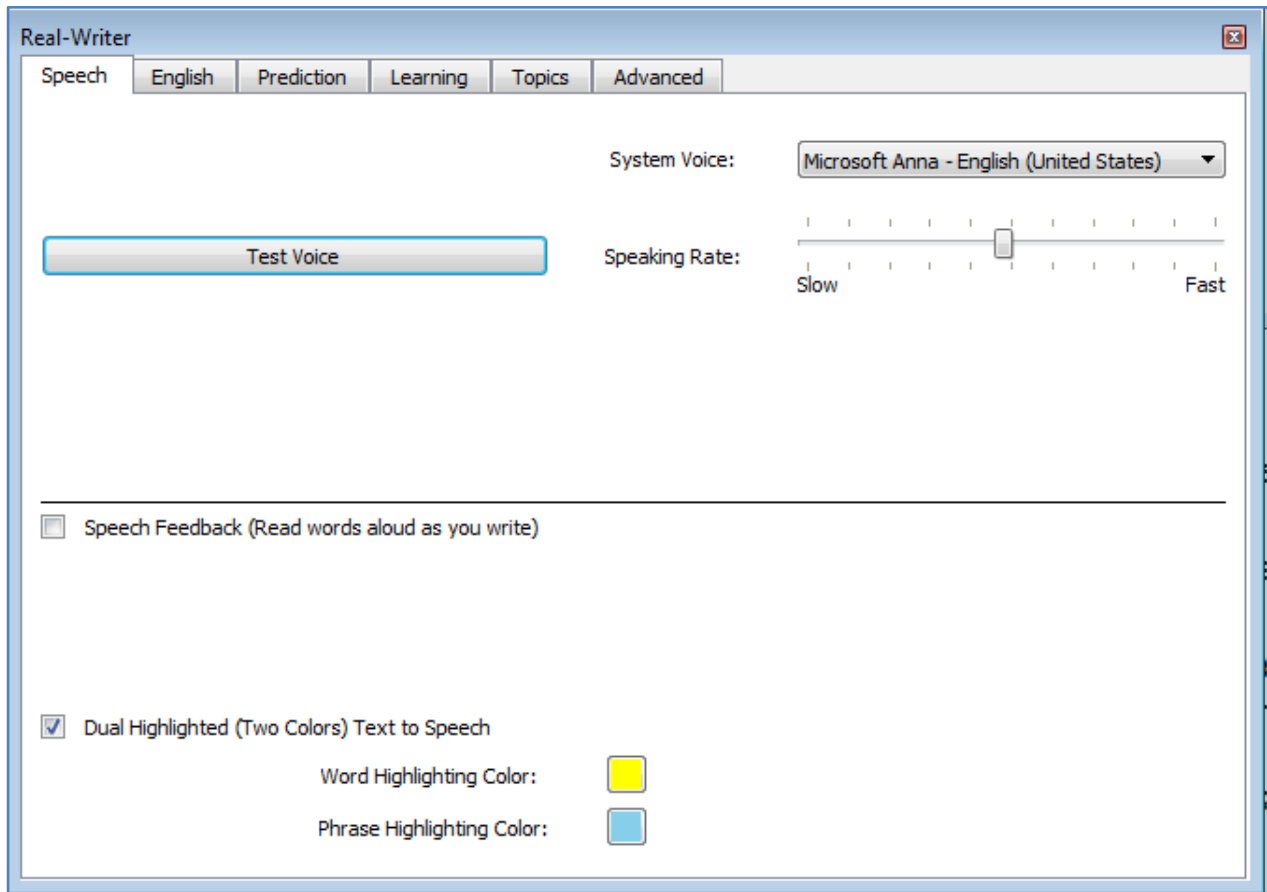 Real-Writer
Speech English Prediction Learning Topics Advanced
System Voice: Microsoft Anna - English (United States)
Test Voice Speaking Rate:
Slow Fast
Speech Feedback (Read words aloud as you write)
Dual Highlighted (Two Colors) Text to Speech
Word Highlighting Color:
Phrase Highlighting Color: